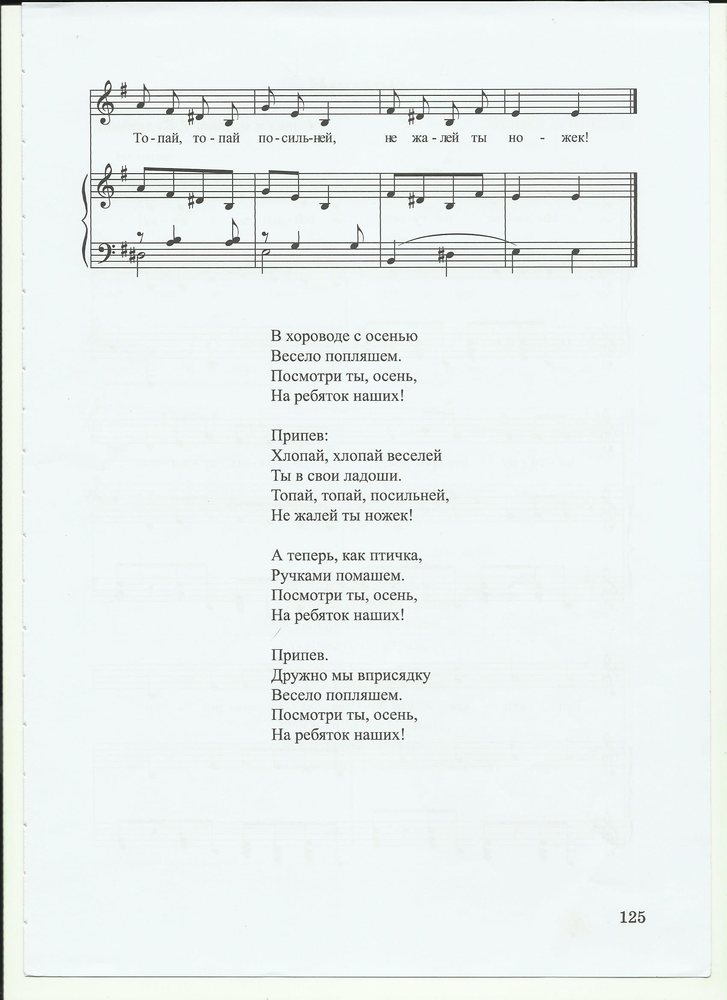 То-пай, то-пай по-силь-ней, не жа-лей ты но-жек!
В хороводе с осенью
Весело попляшем.
Посмотри ты, осень,
На ребяток наших!
Припев:
Хлопай, хлопай веселей
Ты в свои ладоши.
Топай, топай, посильней,
Не жалей ты ножек!
А теперь, как птичка,
Ручками помашем.
Посмотри ты, осень,
На ребяток наших!
Припев.
Дружно мы вприсядку
Весело попляшем.
Посмотри ты, осень,
На ребяток наших!
125